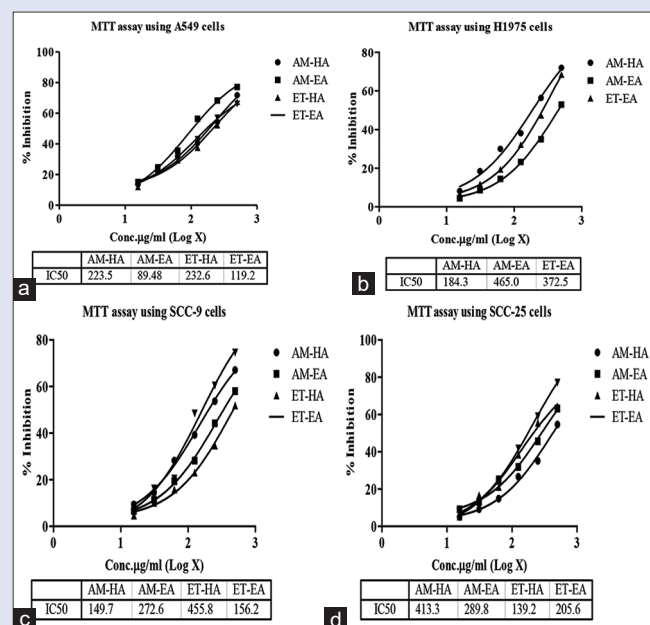 MTT assay using A549 cells
% Inhibition
100
80
60
40
20
0
0 1 2 3
Conc.µg/ml (Log X)
AM-HA
AM-EA
ET-HA
ET-EA
AM-HA AM-EA ET-HA ET-EA
IC50 223.5 89.48 232.6 119.2
a
MTT assay using H1975 cells
% Inhibition
80
60
40
20
0
0 1 2 3
Conc.µg/ml (Log X)
AM-HA
AM-EA
ET-EA
AM-HA AM-EA ET-EA
IC50 184.3 465.0 372.5
b
MTT assay using SCC-9 cells
% Inhibition
80
60
40
20
0
0 1 2 3
Conc.µg/ml (Log X)
AM-HA
AM-EA
ET-HA
ET-EA
AM-HA AM-EA ET-HA ET-EA
IC50 149.7 272.6 455.8 156.2
c
MTT assay using SCC-25 cells
% Inhibition
100
80
60
40
20
0
0 1 2 3
Conc.µg/ml (Log X)
AM-HA
AM-EA
ET-HA
ET-EA
AM-HA AM-EA ET-HA ET-EA
IC50 413.3 289.8 139.2 205.6
d